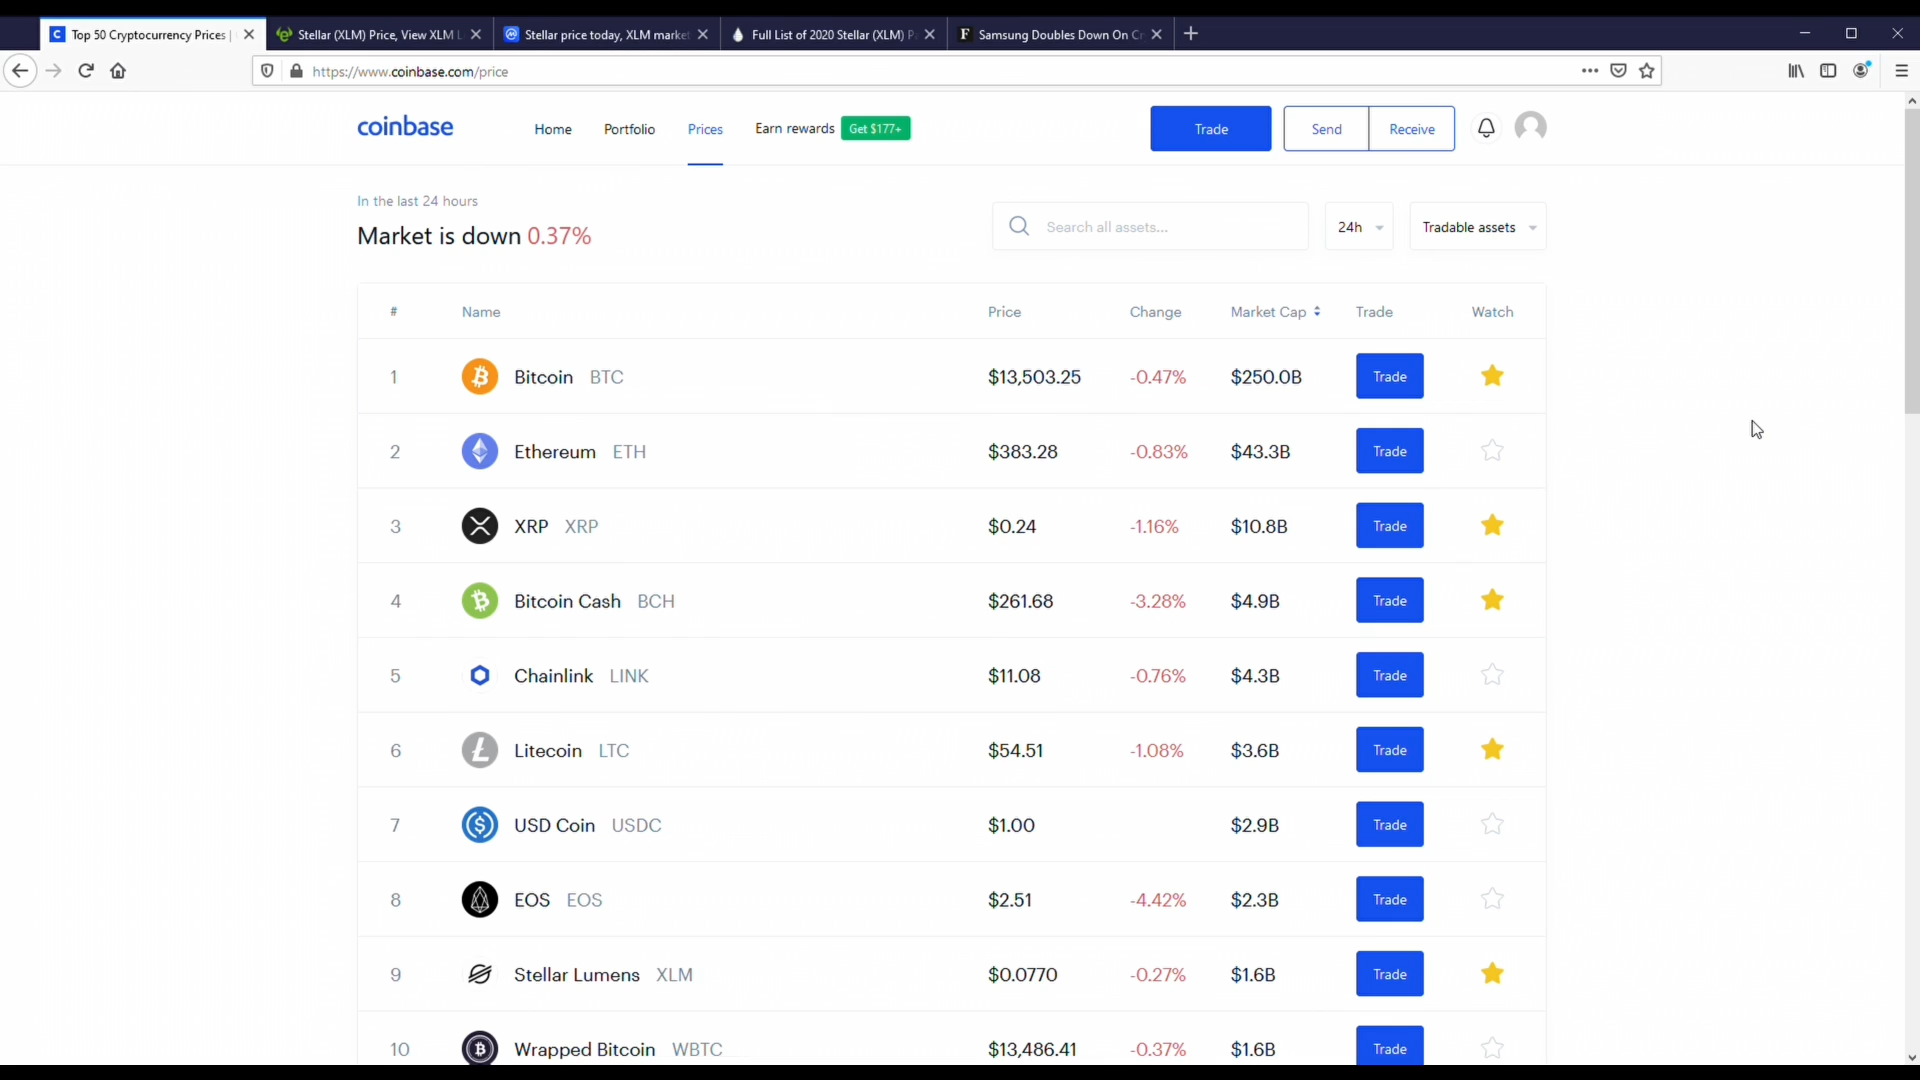 Top 50 Cryptocurrency Prices |
Stellar (XLM) Price, View XLM L
Stellar price today, XLM market
Full List of 2020 Stellar (XLM) P
Samsung Doubles Down On Cr
https://www.coinbase.com/price
coinbase
Home
Portfolio
Prices
Earn rewards
Get $177+
Trade
Send
Receive
In the last 24 hours
Market is down 0.37%
Search all assets...
24h
Tradable assets
# Name Price Change Market Cap Trade Watch
1 Bitcoin BTC $13,503.25 -0.47% $250.0B Trade
2 Ethereum ETH $383.28 -0.83% $43.3B Trade
3 XRP XRP $0.24 -1.16% $10.8B Trade
4 Bitcoin Cash BCH $261.68 -3.28% $4.9B Trade
5 Chainlink LINK $11.08 -0.76% $4.3B Trade
6 Litecoin LTC $54.51 -1.08% $3.6B Trade
7 USD Coin USDC $1.00 $2.9B Trade
8 EOS EOS $2.51 -4.42% $2.3B Trade
9 Stellar Lumens XLM $0.0770 -0.27% $1.6B Trade
10 Wrapped Bitcoin WBTC $13,486.41 -0.37% $1.6B Trade